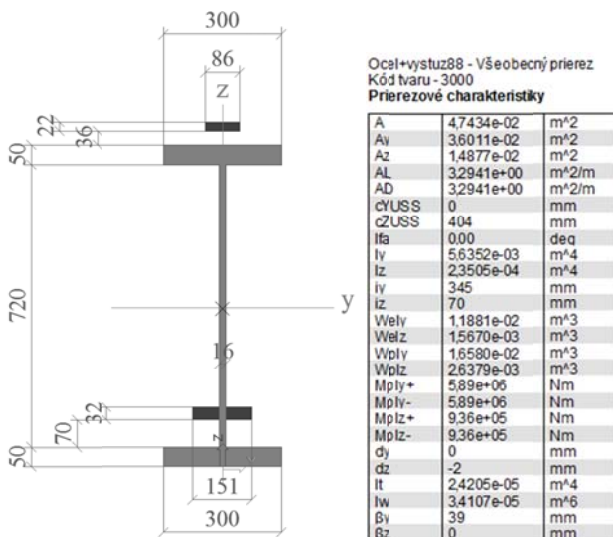 300
86
z
22
36
50
720
y
16
32
70
50
z
151
300
Ocel+vystuz88 - Všeobecný prierez
Kód tvaru - 3000
Prierezové charakteristiky
A 4,7434e-02 m^2
Ay 3,6011e-02 m^2
Az 1,4877e-02 m^2
AL 3,2941e+00 m^2/m
AD 3,2941e+00 m^2/m
cYUSS 0 mm
cZUSS 404 mm
lfa 0,00 deg
Iy 5,6352e-03 m^4
Iz 2,3505e-04 m^4
iy 345 mm
iz 70 mm
Wely 1,1881e-02 m^3
Welz 1,5670e-03 m^3
Wply 1,6580e-02 m^3
Wplz 2,6379e-03 m^3
Mply+ 5,89e+06 Nm
Mply- 5,89e+06 Nm
Mplz+ 9,36e+05 Nm
Mplz- 9,36e+05 Nm
dy 0 mm
dz -2 mm
It 2,4205e-05 m^4
Iw 3,4107e-05 m^6
βy 39 mm
βz 0 mm